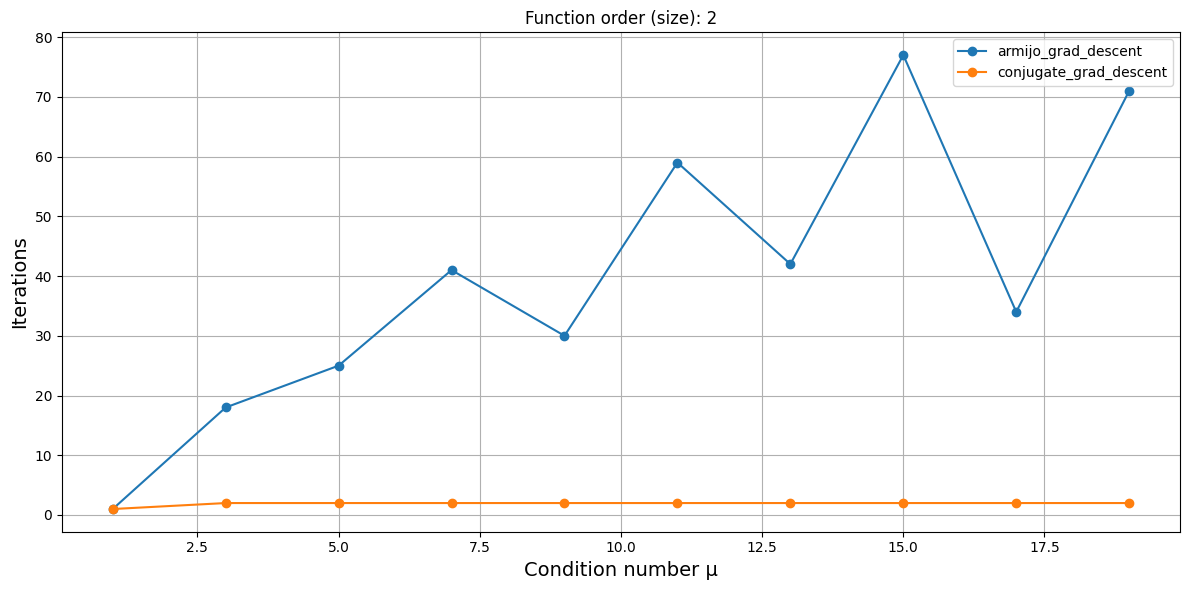 Function order (size): 2
armijo_grad_descent
conjugate_grad_descent
Iterations
80
70
60
50
40
30
20
10
0
2.5 5.0 7.5 10.0 12.5 15.0 17.5
Condition number μ